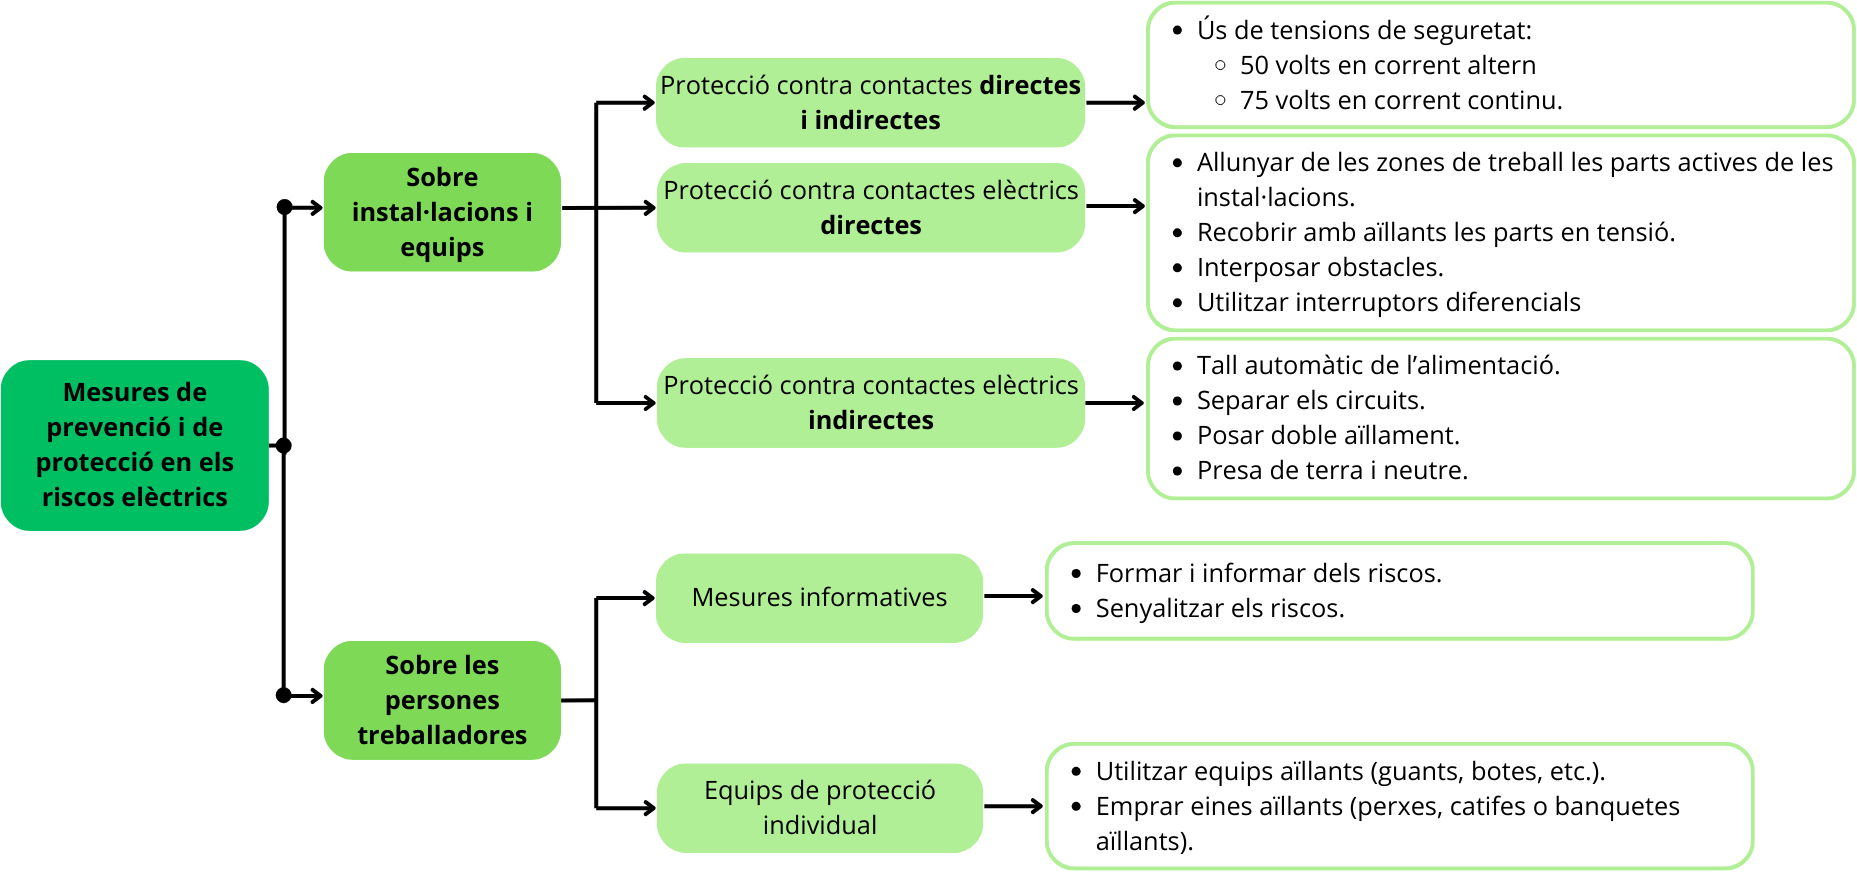 Mesures de
prevenció i de
protecció en els
riscos elèctrics
Sobre
instal·lacions i
equips
Protecció contra contactes directes
i indirectes
• Ús de tensions de seguretat:
◦ 50 volts en corrent altern
◦ 75 volts en corrent continu.
Protecció contra contactes elèctrics
directes
• Allunyar de les zones de treball les parts actives de les
instal·lacions.
• Recobrir amb aïllants les parts en tensió.
• Interposar obstacles.
• Utilitzar interruptors diferencials
Protecció contra contactes elèctrics
indirectes
• Tall automàtic de l’alimentació.
• Separar els circuits.
• Posar doble aïllament.
• Presa de terra i neutre.
Sobre les
persones
treballadores
Mesures informatives
• Formar i informar dels riscos.
• Senyalitzar els riscos.
Equips de protecció
individual
• Utilitzar equips aïllants (guants, botes, etc.).
• Emprar eines aïllants (perxes, catifes o banquetes
aïllants).